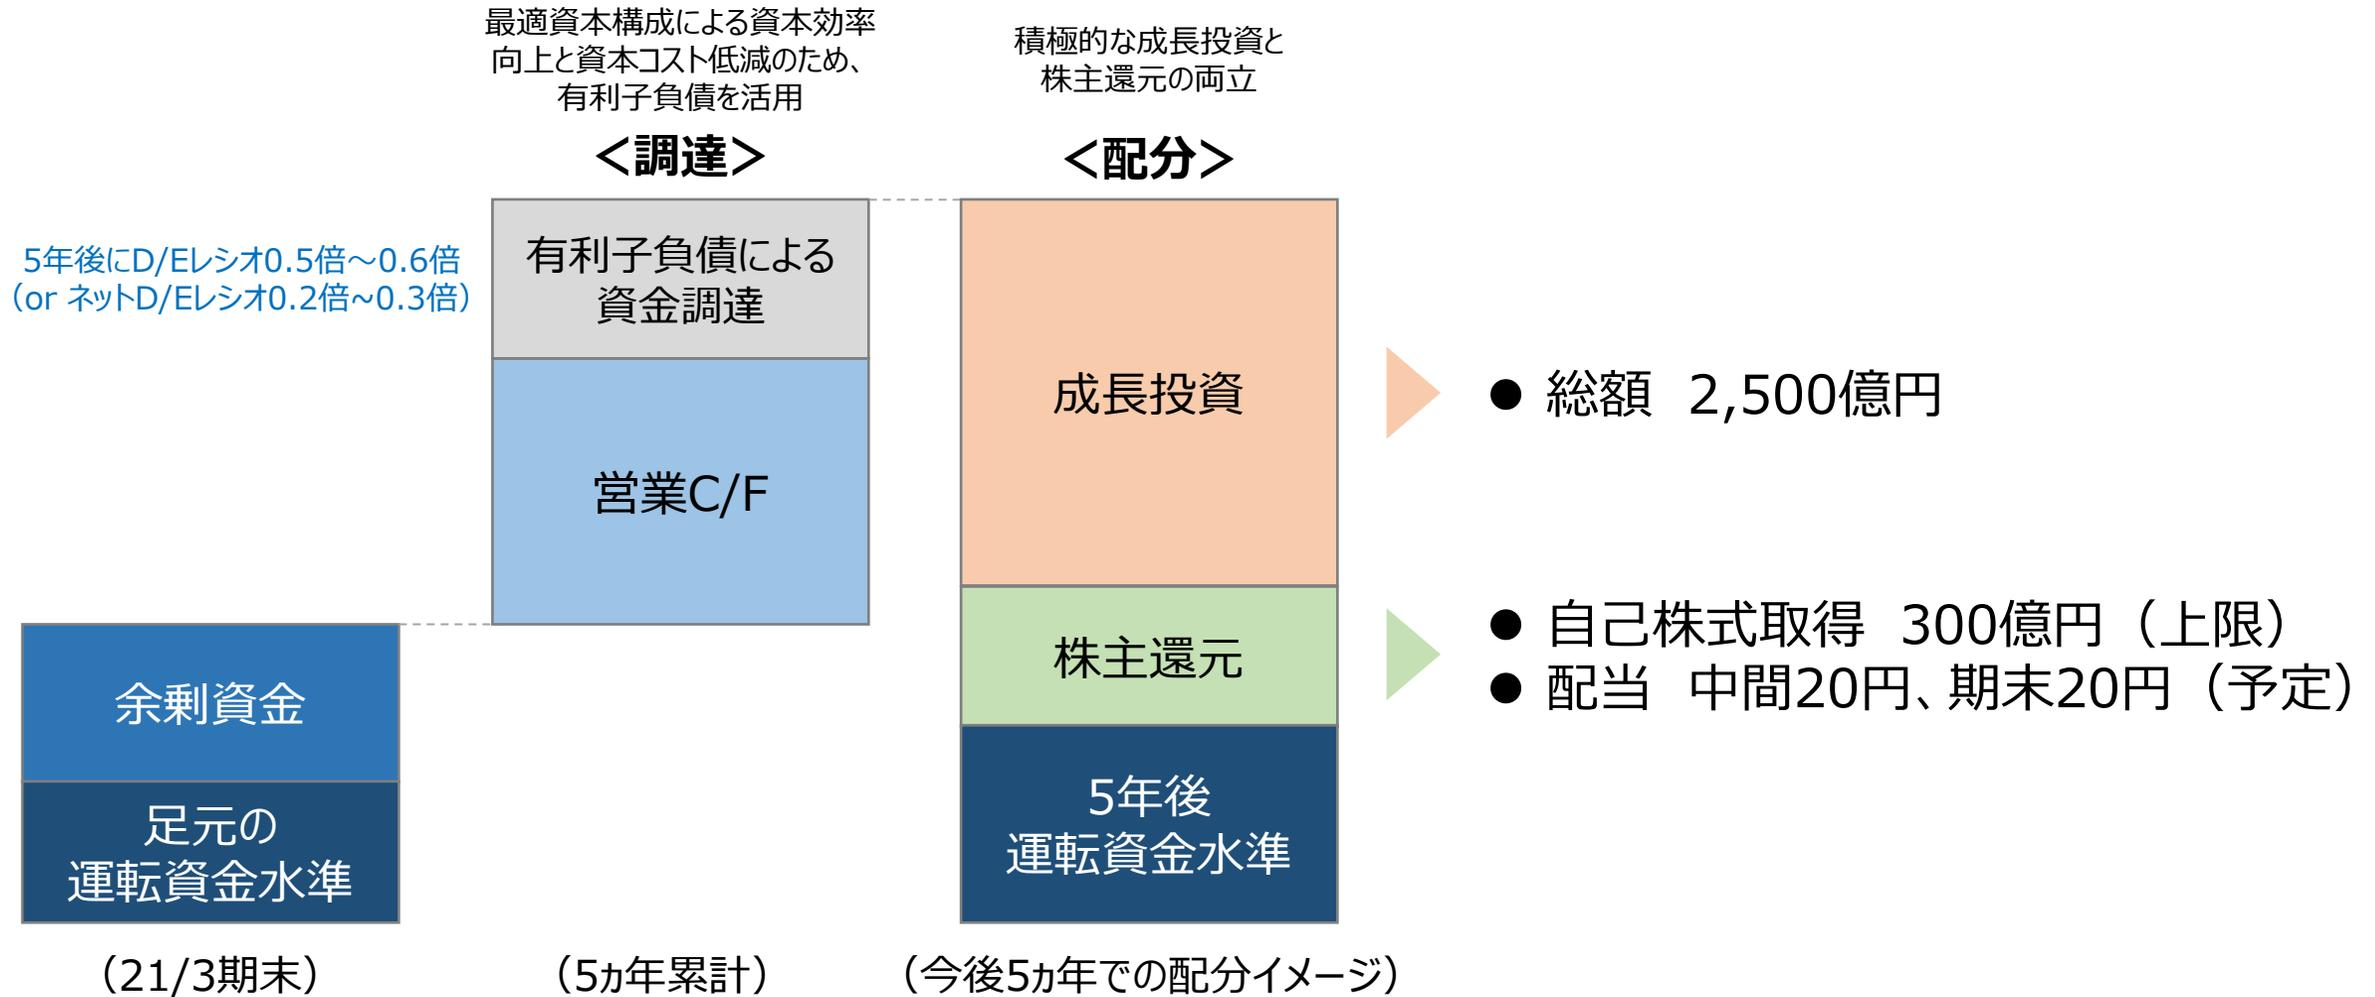 最適資本構成による資本効率
向上と資本コスト低減のため、
有利子負債を活用
＜調達＞
積極的な成長投資と
株主還元の両立
＜配分＞
5年後にD/Eレシオ0.5倍～0.6倍
（or ネットD/Eレシオ0.2倍~0.3倍）
有利子負債による
資金調達
営業C/F
余剰資金
足元の
運転資金水準
成長投資
株主還元
5年後
運転資金水準
● 総額　2,500億円
● 自己株式取得　300億円（上限）
● 配当　中間20円、期末20円（予定）
（21/3期末）
（5ヵ年累計）
（今後5ヵ年での配分イメージ）